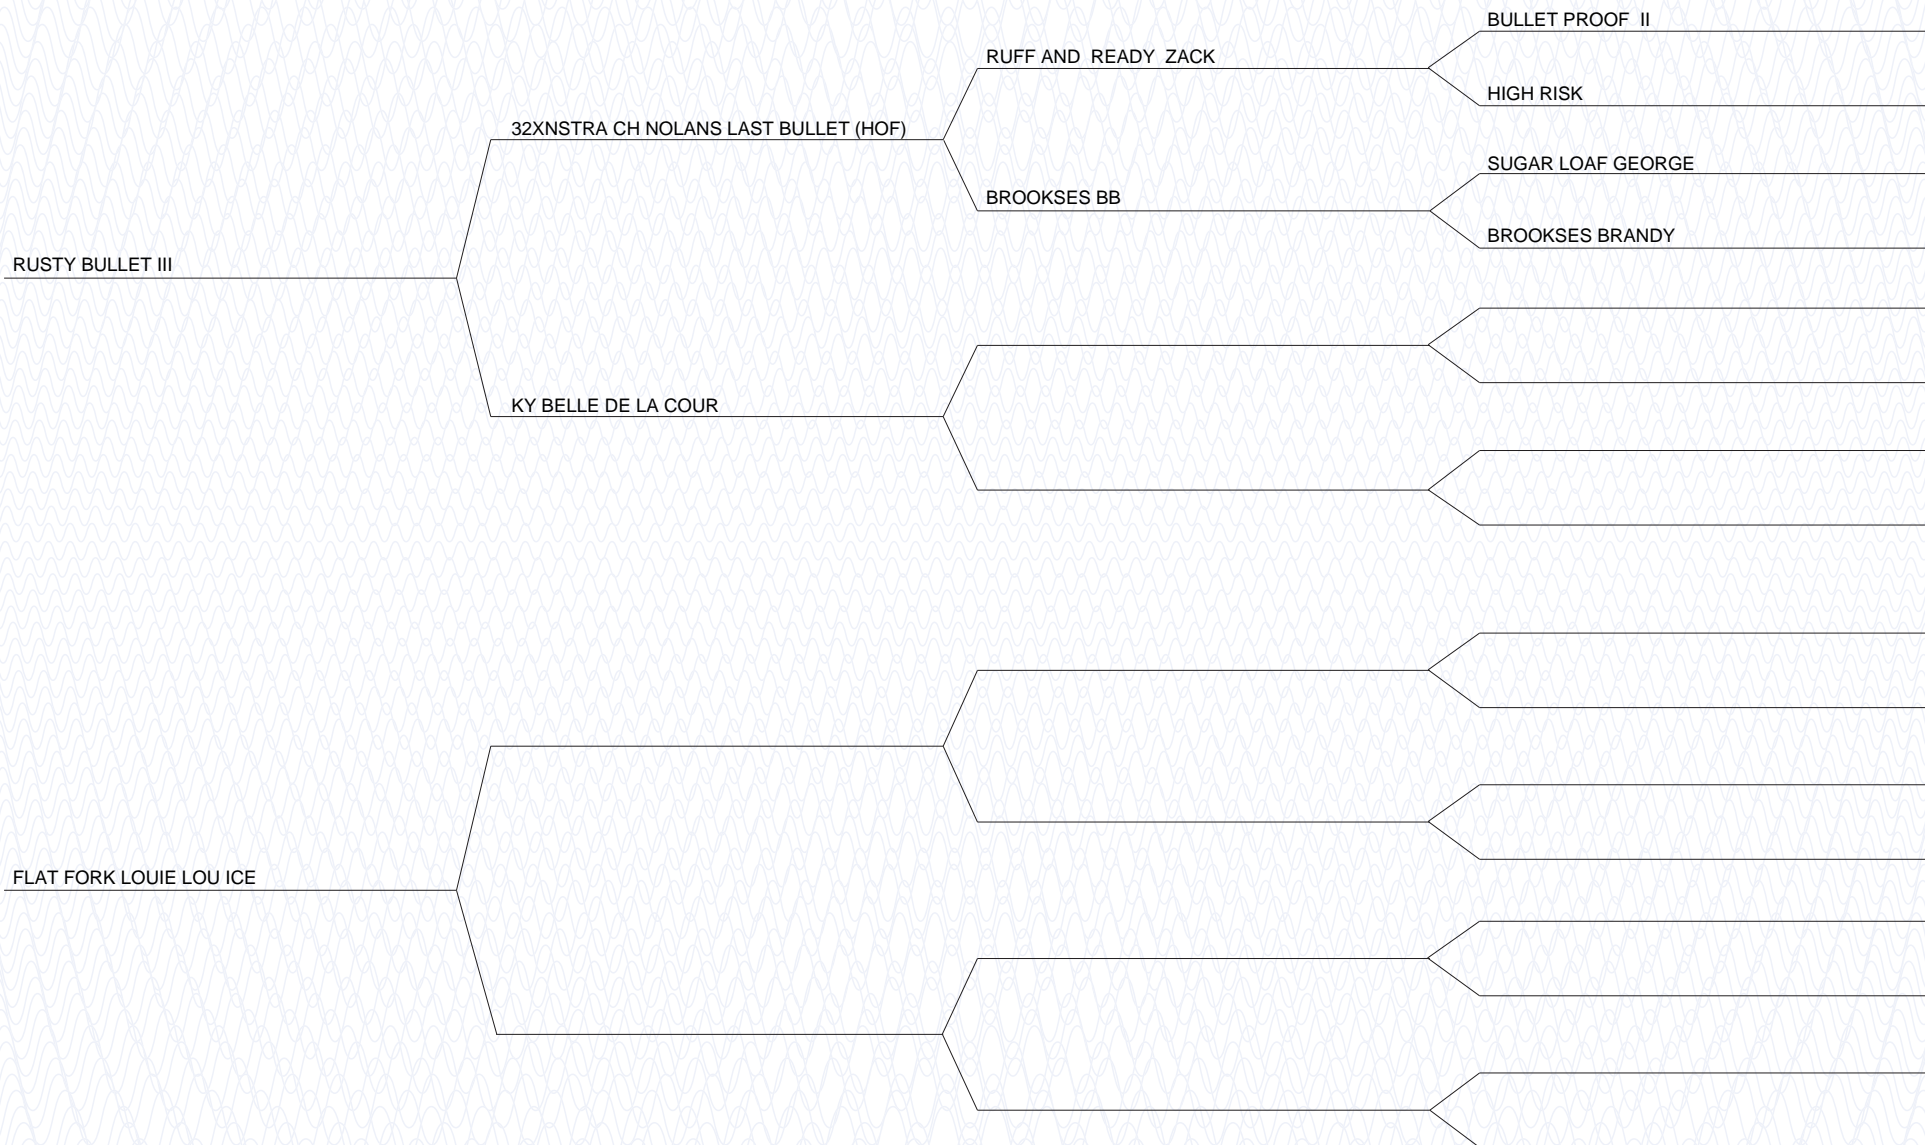 BULLET PROOF  II
RUFF AND  READY  ZACK
HIGH RISK
32XNSTRA CH NOLANS LAST BULLET (HOF)
SUGAR LOAF GEORGE
BROOKSES BB
BROOKSES BRANDY
RUSTY BULLET III
KY BELLE DE LA COUR
FLAT FORK LOUIE LOU ICE